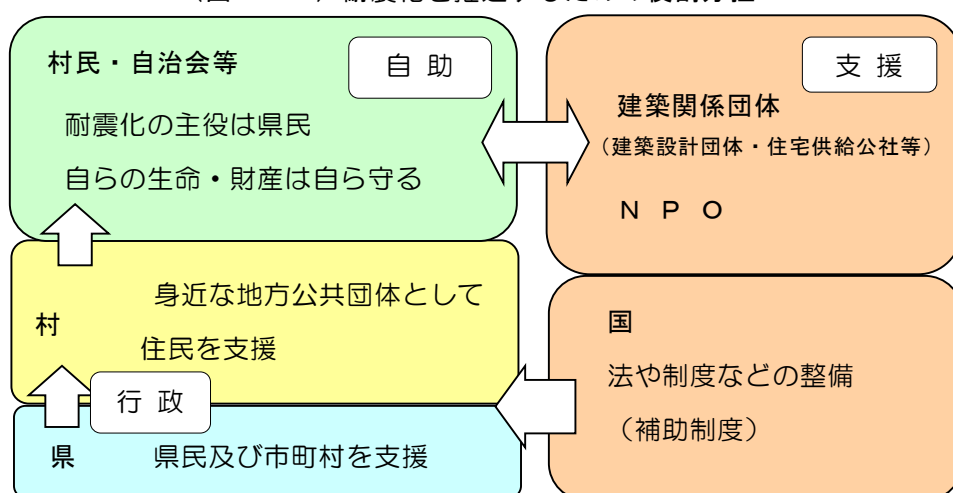 村民・自治会等
自 助
耐震化の主役は県民
自らの生命・財産は自ら守る
支 援
建築関係団体
（建築設計団体・住宅供給公社等）
ＮＰＯ
村
身近な地方公共団体として
住民を支援
行 政
県
県民及び市町村を支援
国
法や制度などの整備
（補助制度）